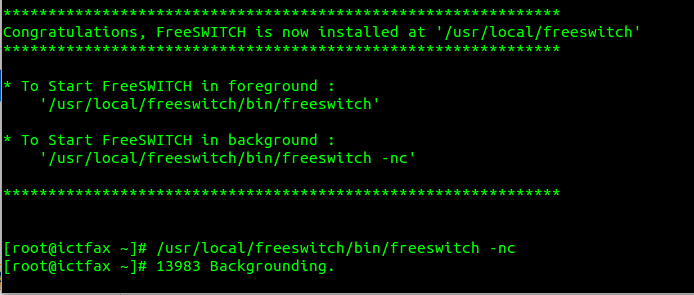 **************************************************************
Congratulations, FreeSWITCH is now installed at '/usr/local/freeswitch'
**************************************************************
* To Start FreeSWITCH in foreground :
'/usr/local/freeswitch/bin/freeswitch'
* To Start FreeSWITCH in background :
'/usr/local/freeswitch/bin/freeswitch -nc'
**************************************************************
[root@ictfax ~]# /usr/local/freeswitch/bin/freeswitch -nc
[root@ictfax ~]# 13983 Backgrounding.